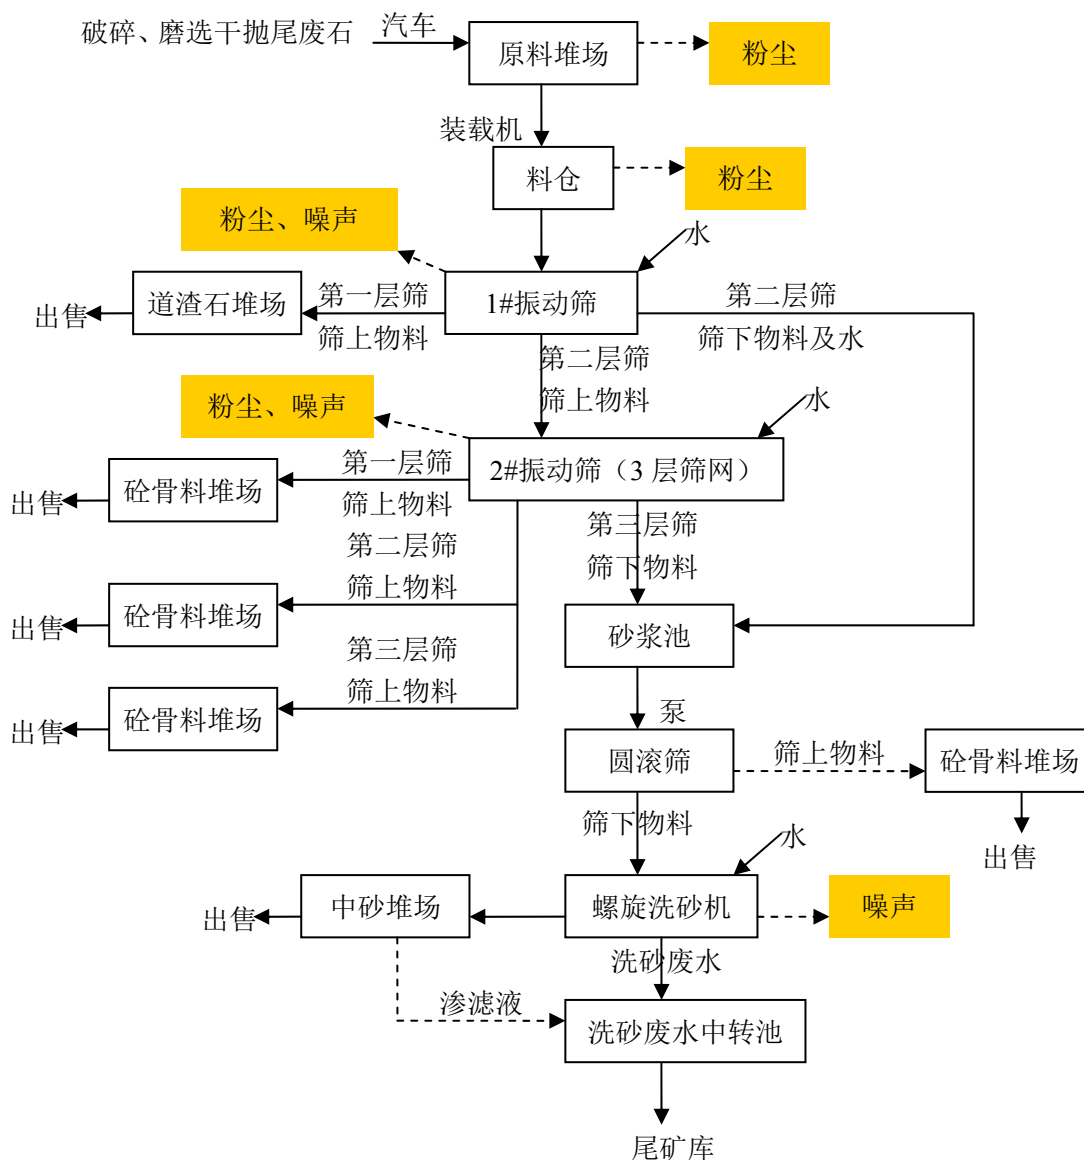 破碎、磨选干抛尾废石
汽车
原料堆场
粉尘
装载机
料仓
粉尘
粉尘、噪声
水
1#振动筛
第一层筛
筛上物料
道渣石堆场
出售
第二层筛
筛下物料及水
第二层筛
筛上物料
粉尘、噪声
水
2#振动筛（3 层筛网）
第一层筛
筛上物料
砼骨料堆场
出售
第二层筛
筛上物料
砼骨料堆场
出售
第三层筛
筛上物料
砼骨料堆场
出售
第三层筛
筛下物料
砂浆池
泵
圆滚筛
筛上物料
砼骨料堆场
出售
筛下物料
水
螺旋洗砂机
噪声
中砂堆场
出售
洗砂废水
渗滤液
洗砂废水中转池
尾矿库